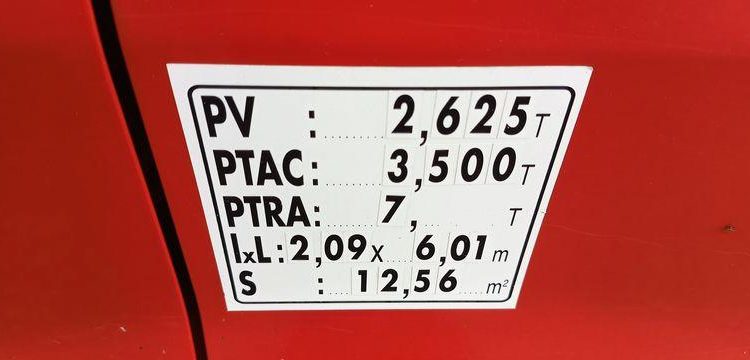 PV : 2,625 T
PTAC: 3,500 T
PTRA: 7, T
lxL: 2,09 x 6,01 m
S : 12,56 m²